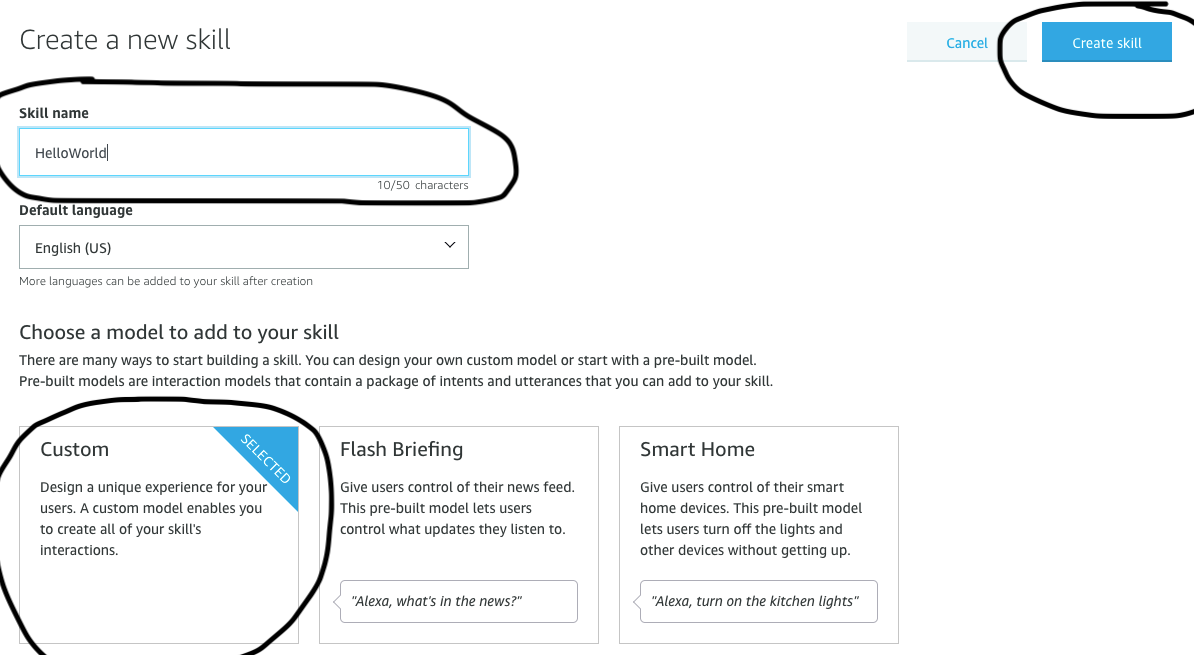 Create a new skill
Cancel
Create skill
Skill name
HelloWorld
10/50 characters
Default language
English (US)
More languages can be added to your skill after creation
Choose a model to add to your skill
There are many ways to start building a skill. You can design your own custom model or start with a pre-built model.
Pre-built models are interaction models that contain a package of intents and utterances that you can add to your skill.
Custom
SELECTED
Design a unique experience for your
users. A custom model enables you
to create all of your skill's
interactions.
Flash Briefing
Give users control of their news feed.
This pre-built model lets users
control what updates they listen to.
"Alexa, what's in the news?"
Smart Home
Give users control of their smart
home devices. This pre-built model
lets users turn off the lights and
other devices without getting up.
"Alexa, turn on the kitchen lights"